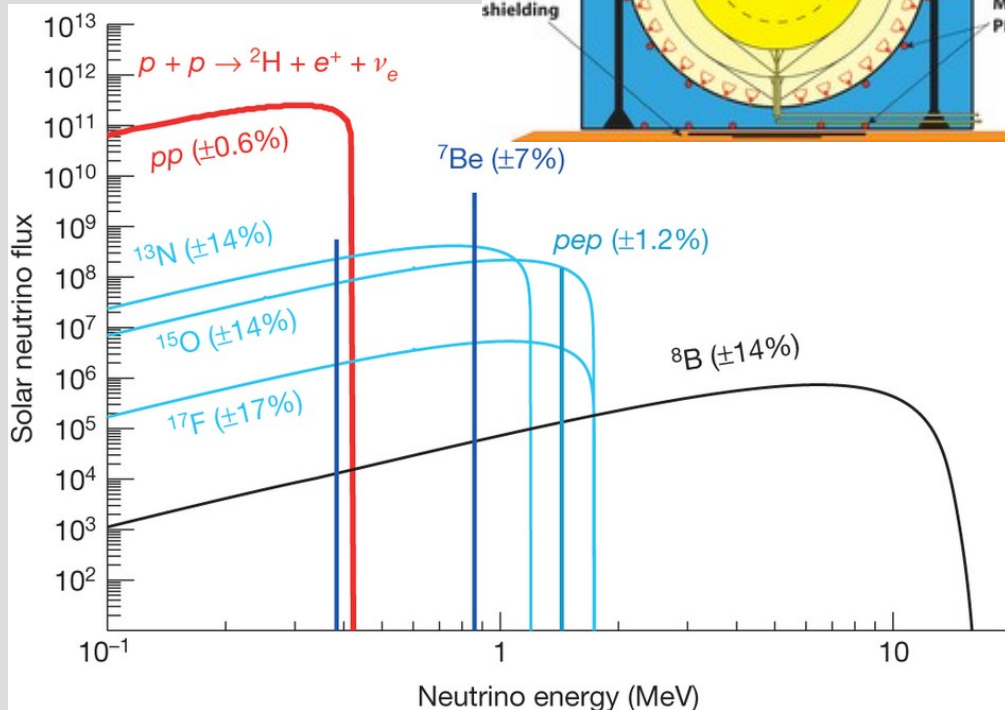 shielding
10¹³
10¹²
10¹¹
10¹⁰
10⁹
10⁸
10⁷
10⁶
10⁵
10⁴
10³
10²
Solar neutrino flux
p + p → ²H + e⁺ + νₑ
pp (±0.6%)
⁷Be (±7%)
pep (±1.2%)
¹³N (±14%)
¹⁵O (±14%)
⁸B (±14%)
¹⁷F (±17%)
10⁻¹
1
10
Neutrino energy (MeV)